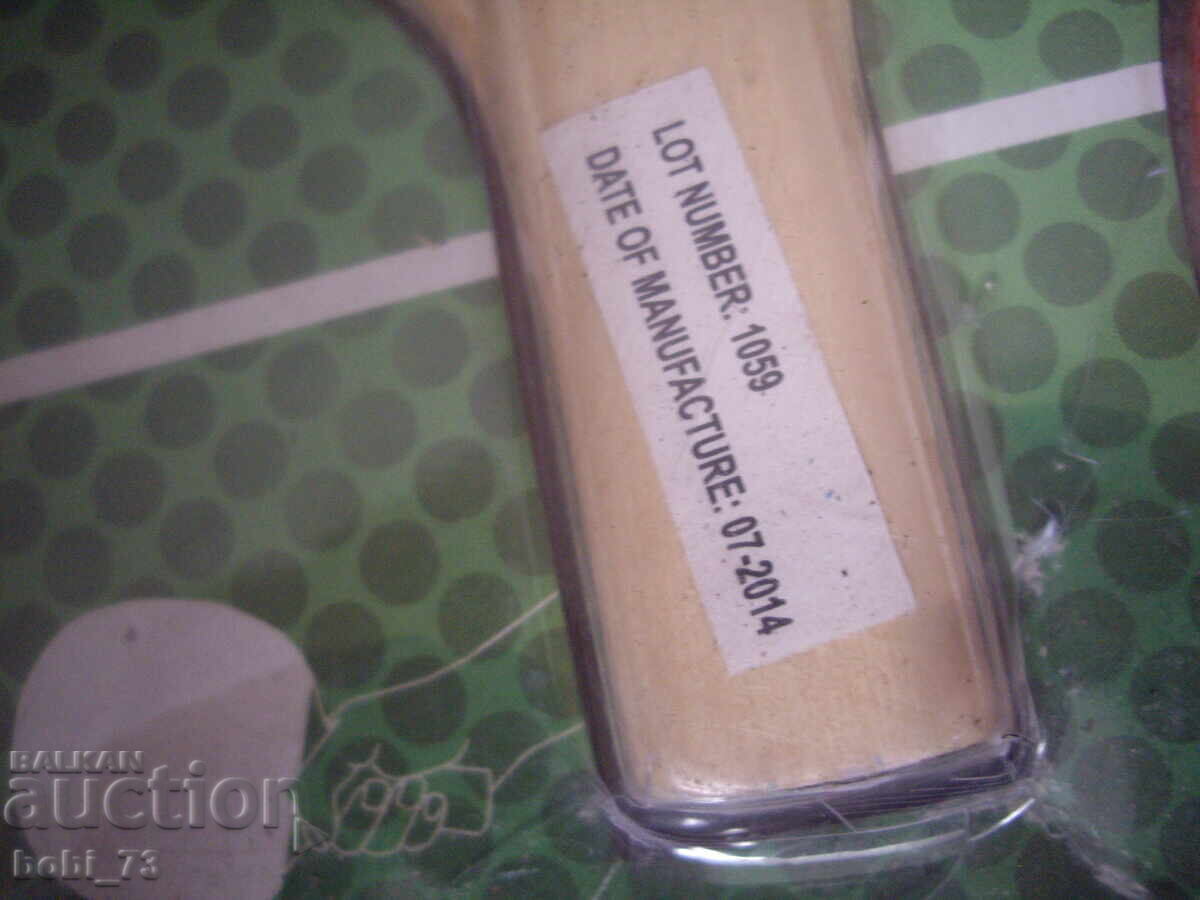 LOT NUMBER: 1059
DATE OF MANUFACTURE: 07-2014
BALKAN
auction
bobi_73